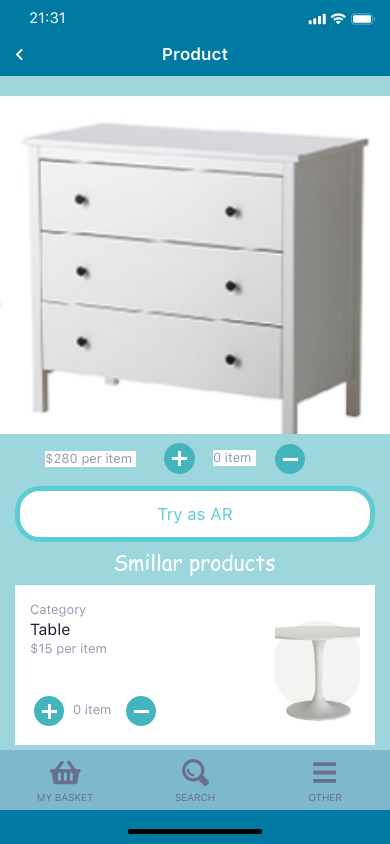 21:31
Product
$280 per item
0 item
Try as AR
Smillar products
Category
Table
$15 per item
0 item
MY BASKET
SEARCH
OTHER